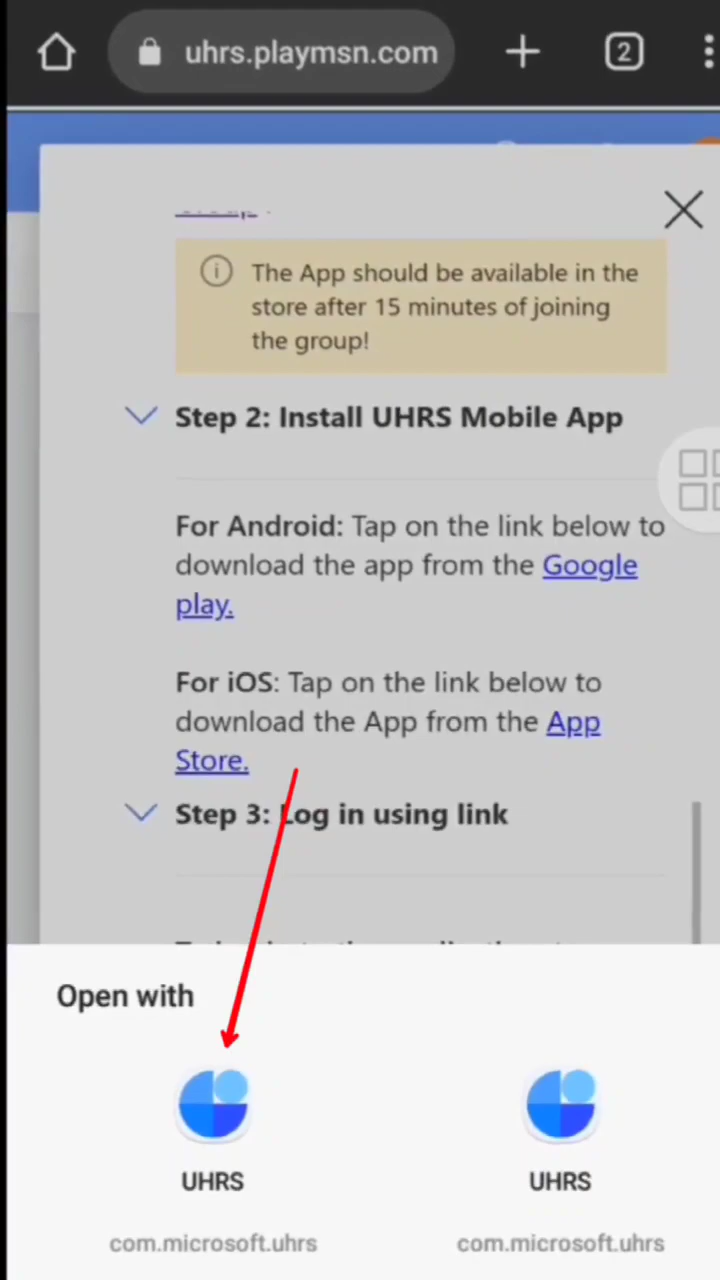 uhrs.playmsn.com
2
The App should be available in the
store after 15 minutes of joining
the group!
Step 2: Install UHRS Mobile App
For Android: Tap on the link below to
download the app from the Google
play.
For iOS: Tap on the link below to
download the App from the App
Store.
Step 3: Log in using link
Open with
UHRS
UHRS
com.microsoft.uhrs
com.microsoft.uhrs